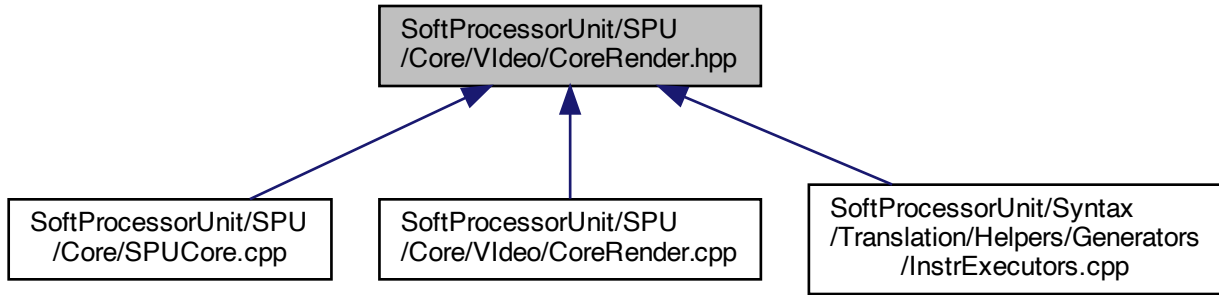 SoftProcessorUnit/SPU
/Core/VIdeo/CoreRender.hpp
SoftProcessorUnit/SPU
/Core/SPUCore.cpp
SoftProcessorUnit/SPU
/Core/VIdeo/CoreRender.cpp
SoftProcessorUnit/Syntax
/Translation/Helpers/Generators
/InstrExecutors.cpp